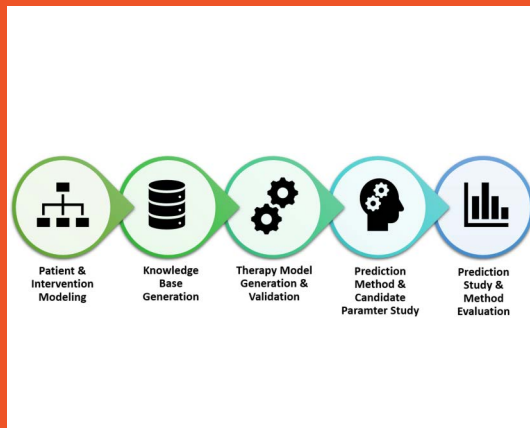 Patient &
Intervention
Modeling
Knowledge
Base
Generation
Therapy Model
Generation &
Validation
Prediction
Method &
Candidate
Paramter Study
Prediction
Study &
Method
Evaluation